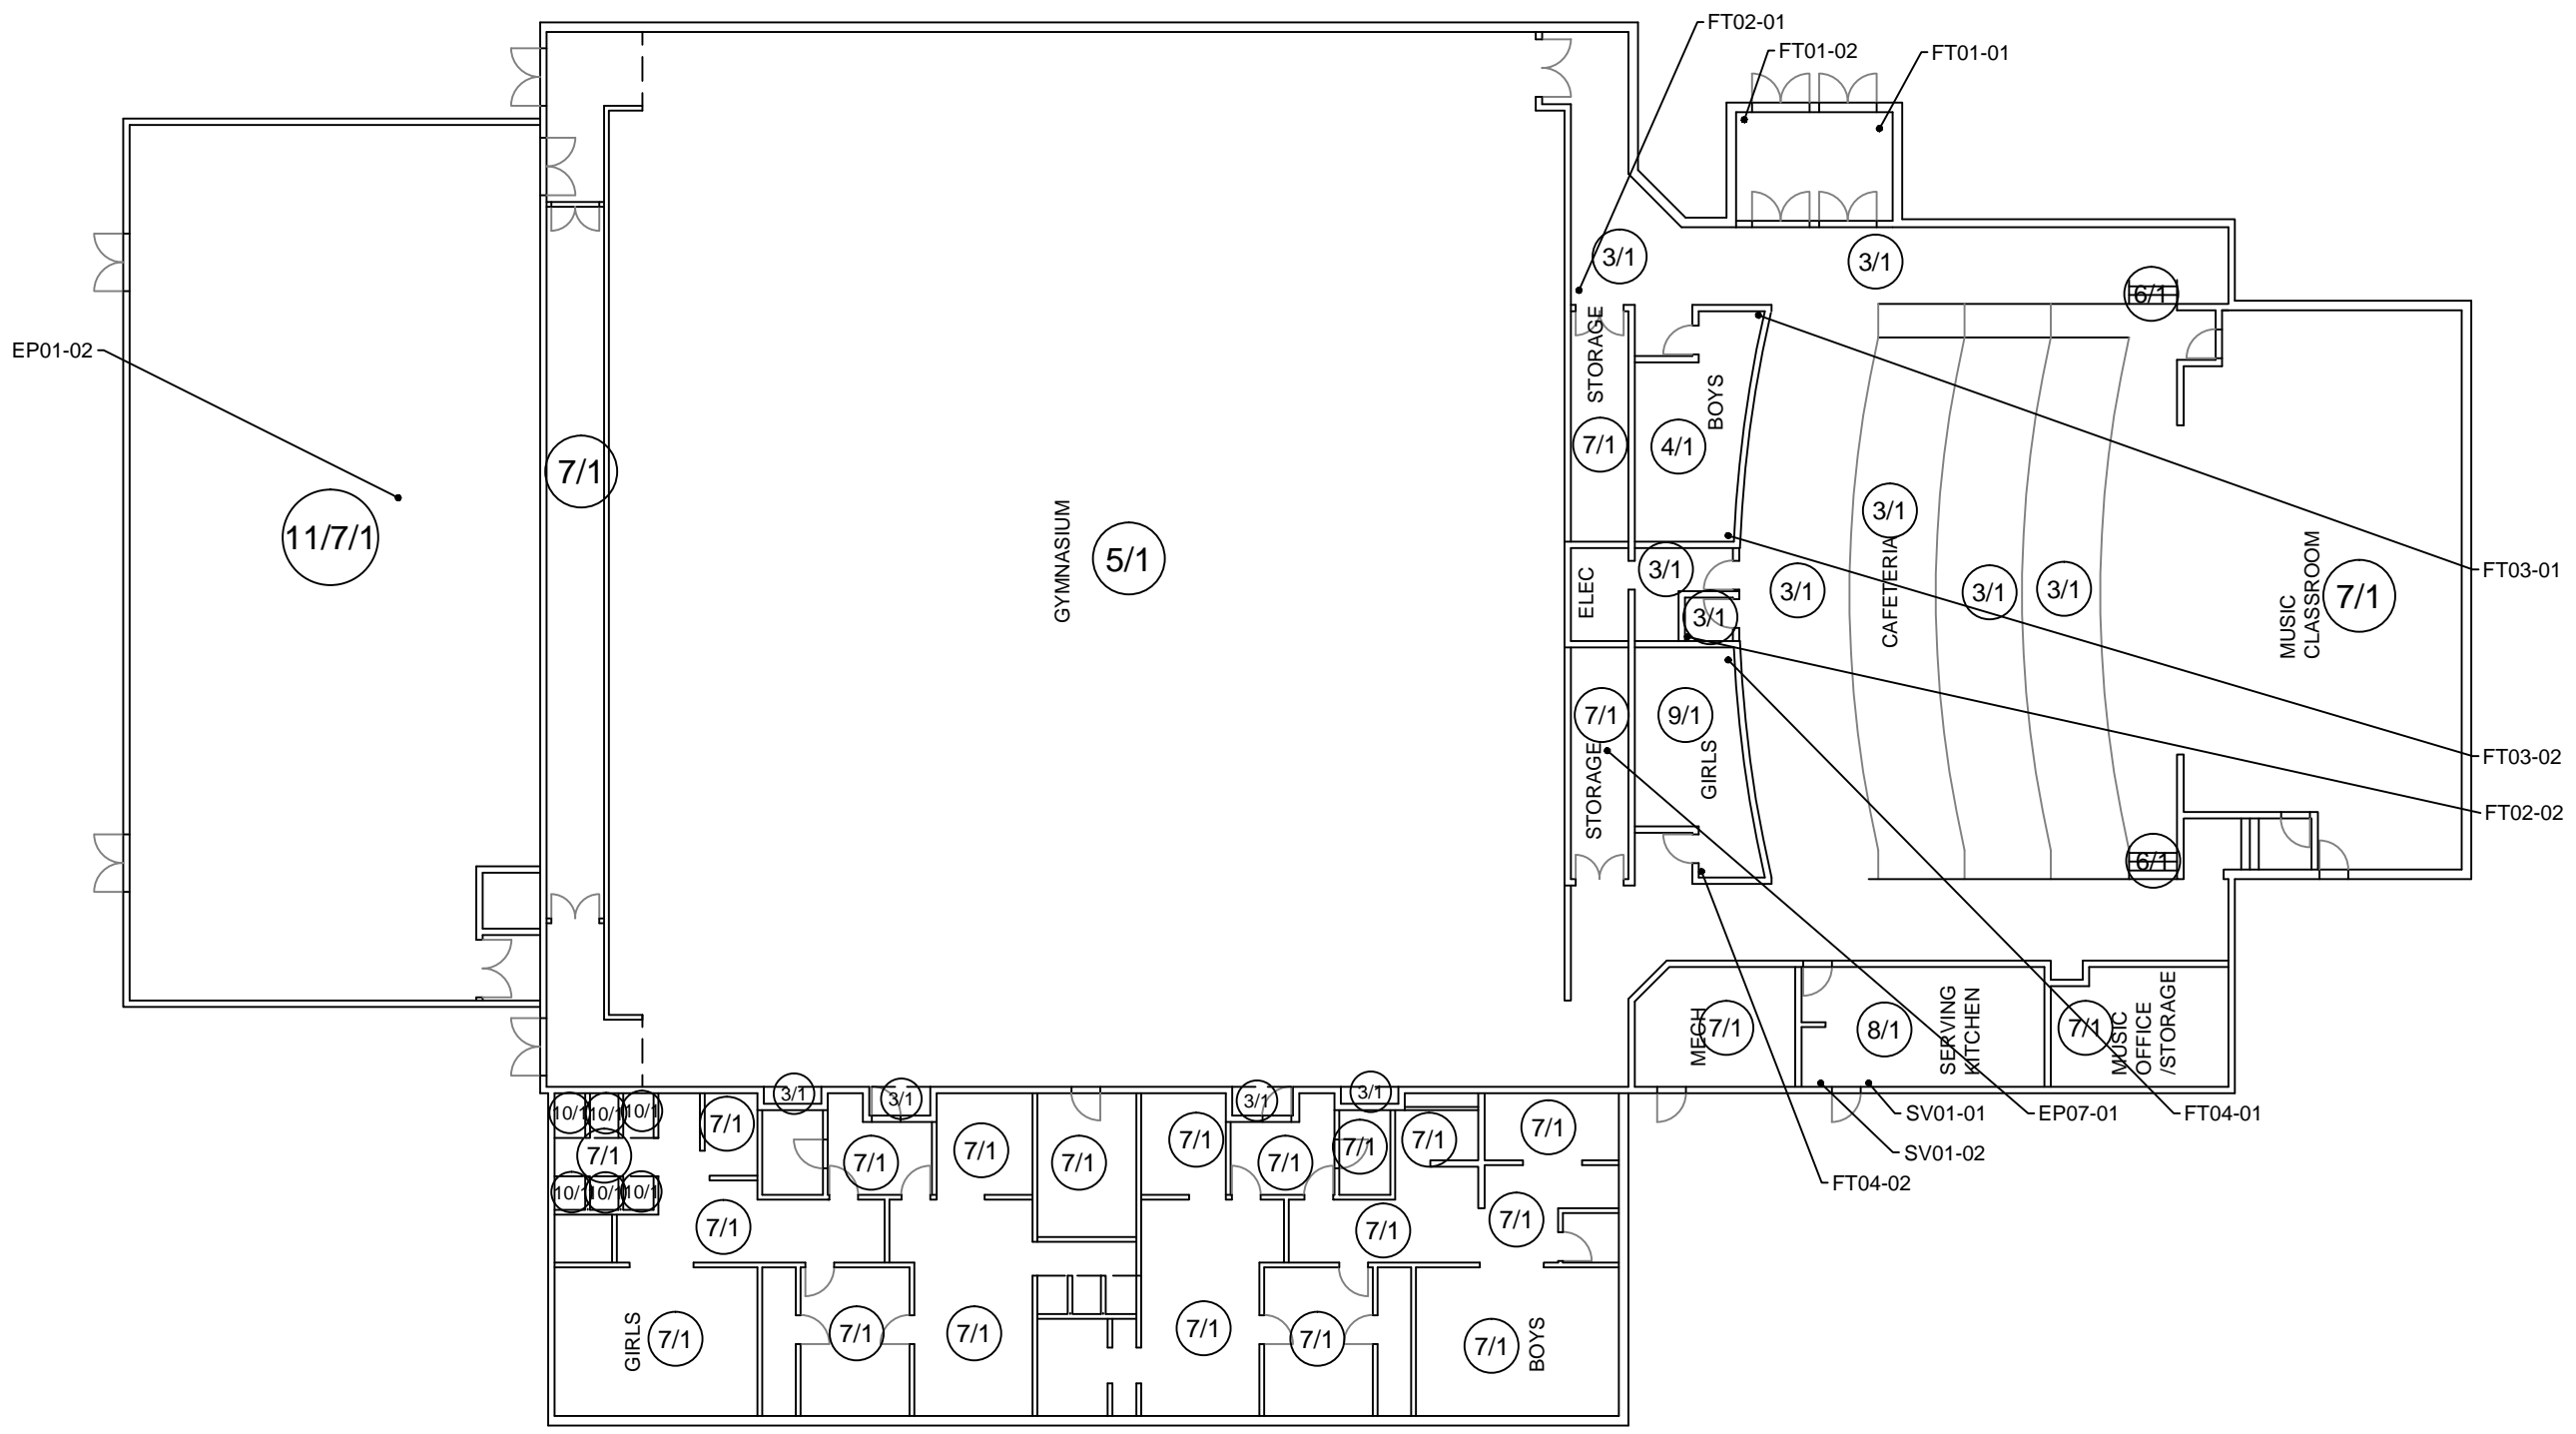 FT02-01
FT01-02
FT01-01
3/1
3/1
6/1
STORAGE
EP01-02
BOYS
7/1
4/1
7/1
11/7/1
GYMNASIUM
5/1
3/1
CAFETERIA
ELEC
3/1
3/1
3/1
3/1
3/1
MUSIC
CLASSROOM
7/1
FT03-01
7/1
9/1
STORAGE
GIRLS
FT03-02
FT02-02
6/1
MECH
7/1
8/1
SERVING
KITCHEN
7/1
MUSIC
OFFICE
/STORAGE
3/1
3/1
3/1
3/1
10/1
10/1
10/1
7/1
SV01-01
EP07-01
FT04-01
7/1
7/1
7/1
7/1
7/1
7/1
7/1
7/1
7/1
7/1
SV01-02
FT04-02
10/1
10/1
10/1
7/1
7/1
7/1
GIRLS
7/1
7/1
7/1
7/1
7/1
7/1
BOYS